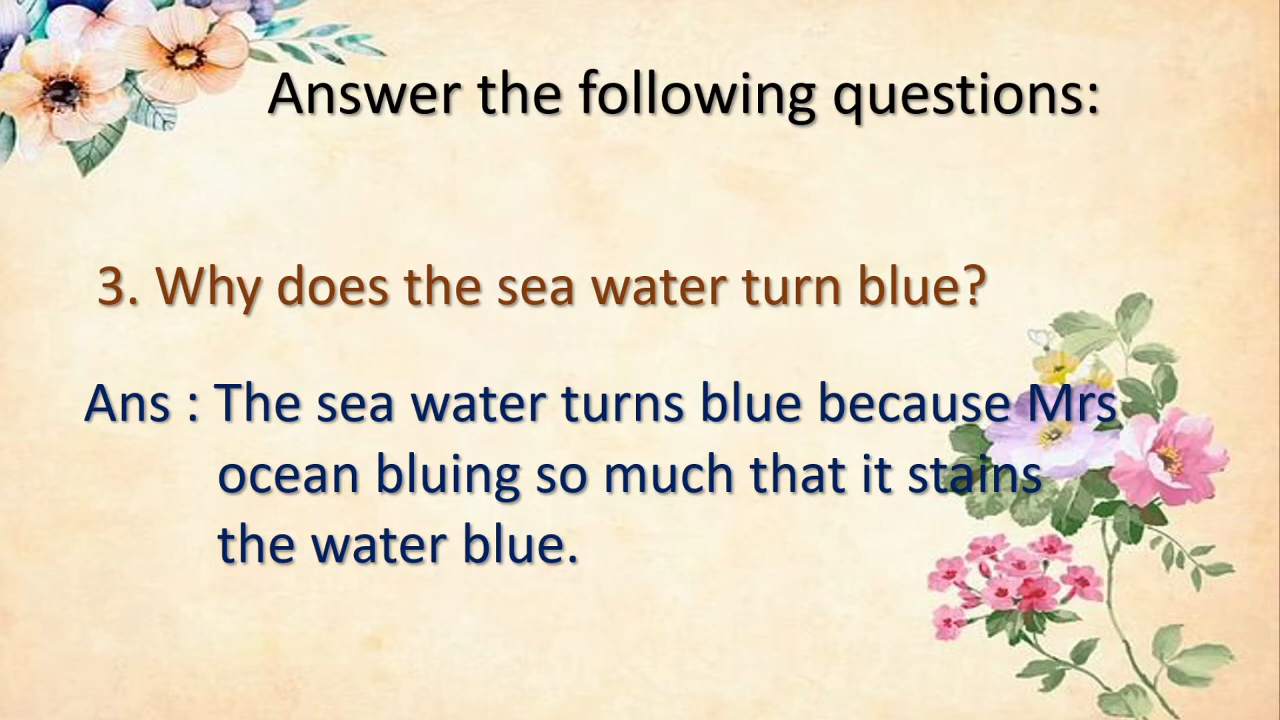 Answer the following questions:
3. Why does the sea water turn blue?
Ans : The sea water turns blue because Mrs
ocean bluing so much that it stains
the water blue.